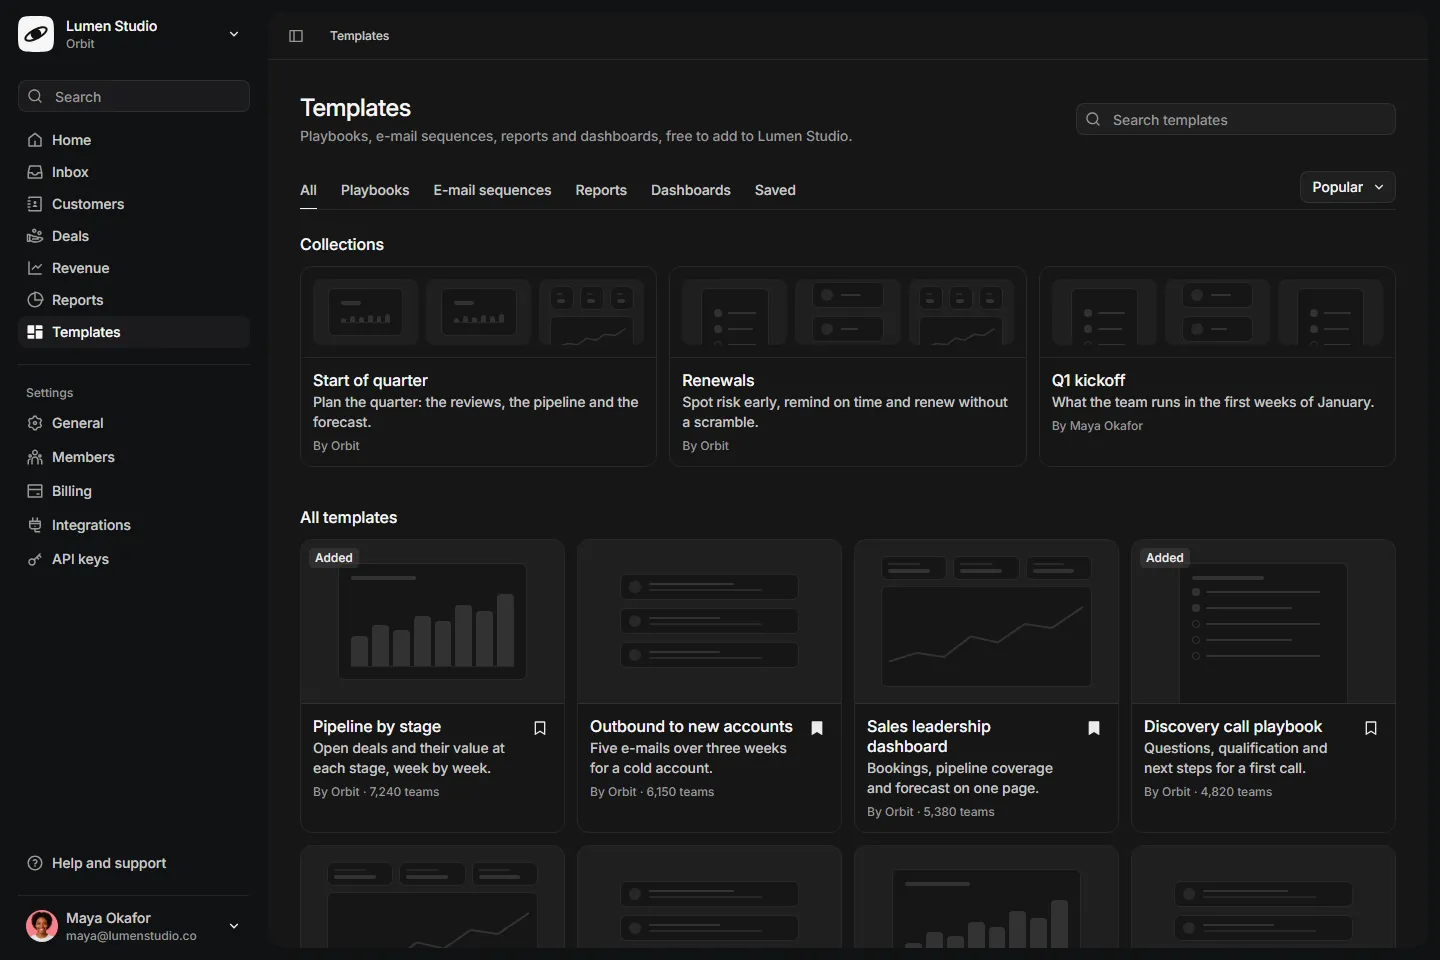 Lumen Studio
Orbit
Search
Home
Inbox
Customers
Deals
Revenue
Reports
Templates
Settings
General
Members
Billing
Integrations
API keys
Help and support
Maya Okafor
maya@lumenstudio.co
Templates
Templates
Playbooks, e-mail sequences, reports and dashboards, free to add to Lumen Studio.
Search templates
All
Playbooks
E-mail sequences
Reports
Dashboards
Saved
Popular
Collections
Start of quarter
Plan the quarter: the reviews, the pipeline and the
forecast.
By Orbit
Renewals
Spot risk early, remind on time and renew without
a scramble.
By Orbit
Q1 kickoff
What the team runs in the first weeks of January.
By Maya Okafor
All templates
Added
Pipeline by stage
Open deals and their value at
each stage, week by week.
By Orbit · 7,240 teams
Outbound to new accounts
Five e-mails over three weeks
for a cold account.
By Orbit · 6,150 teams
Sales leadership
dashboard
Bookings, pipeline coverage
and forecast on one page.
By Orbit · 5,380 teams
Added
Discovery call playbook
Questions, qualification and
next steps for a first call.
By Orbit · 4,820 teams